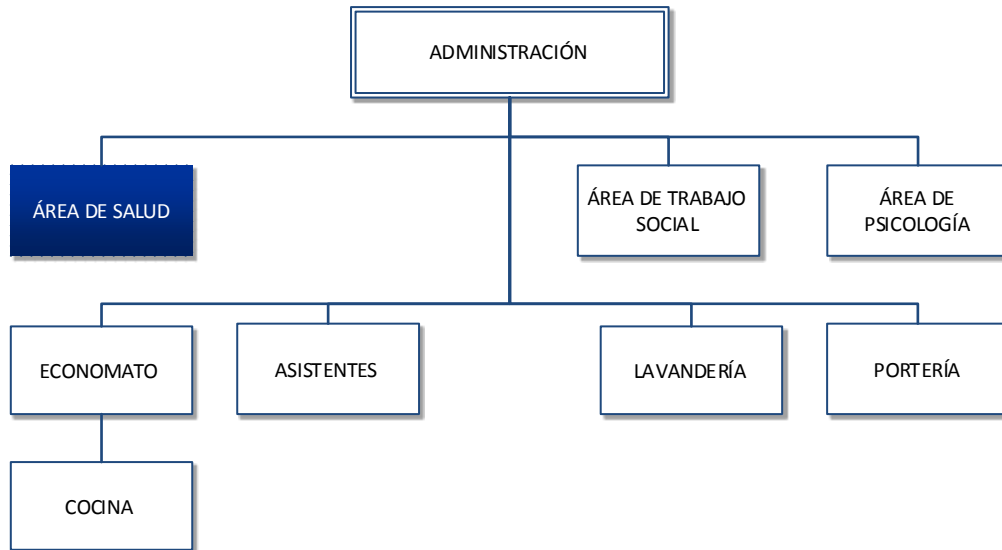 ADMINISTRACIÓN
ÁREA DE SALUD
ÁREA DE TRABAJO
SOCIAL
ÁREA DE
PSICOLOGÍA
ECONOMATO
ASISTENTES
LAVANDERÍA
PORTERÍA
COCINA